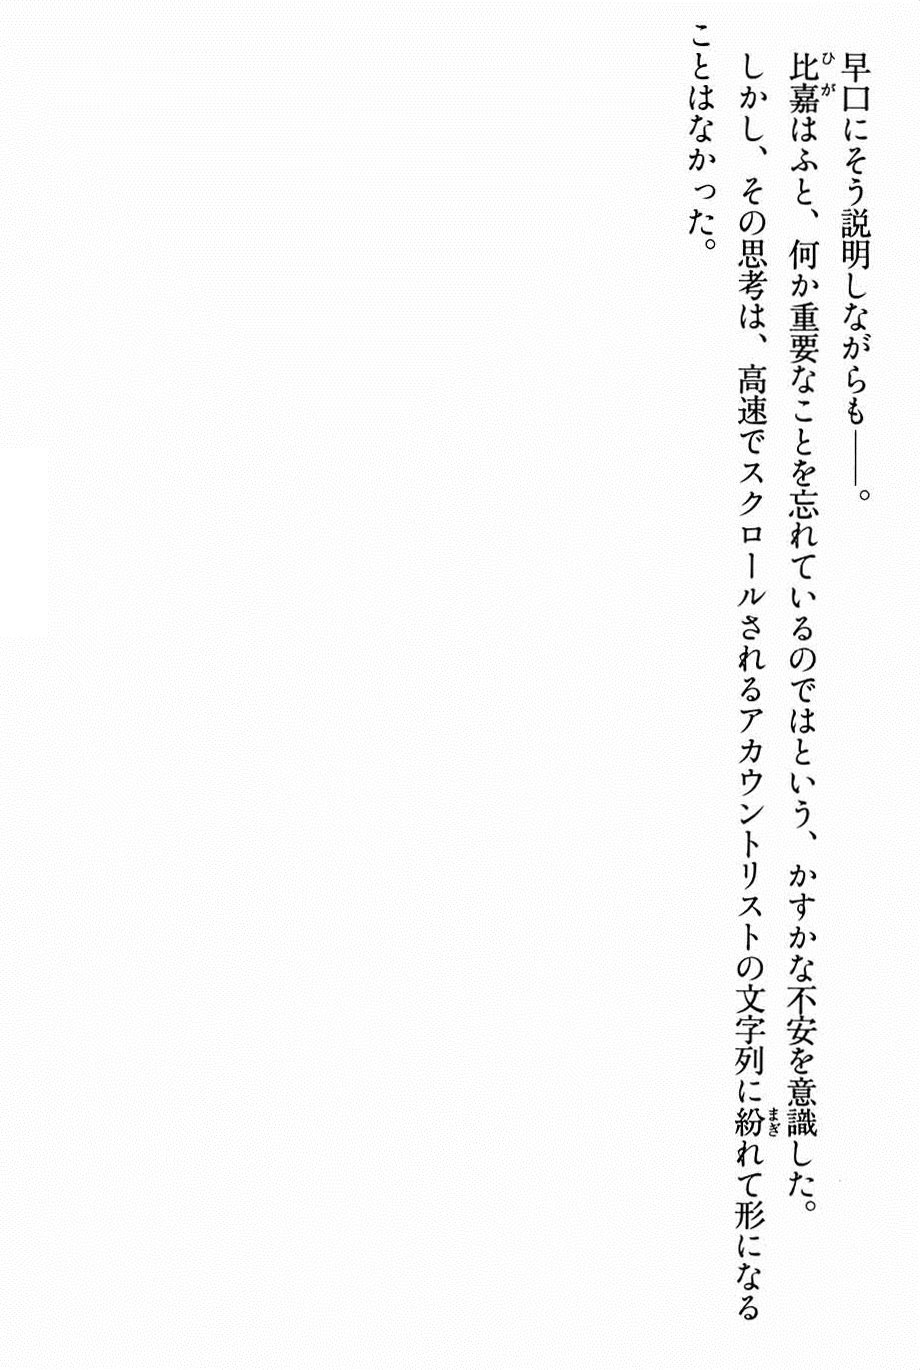 早口にそう説明しながらも――。
比嘉はふと、何か重要なことを忘れているのではという、かすかな不安を意識した。
しかし、その思考は、高速でスクロールされるアカウントリストの文字列に紛れて形になる
ことはなかった。
ひが
まぎ